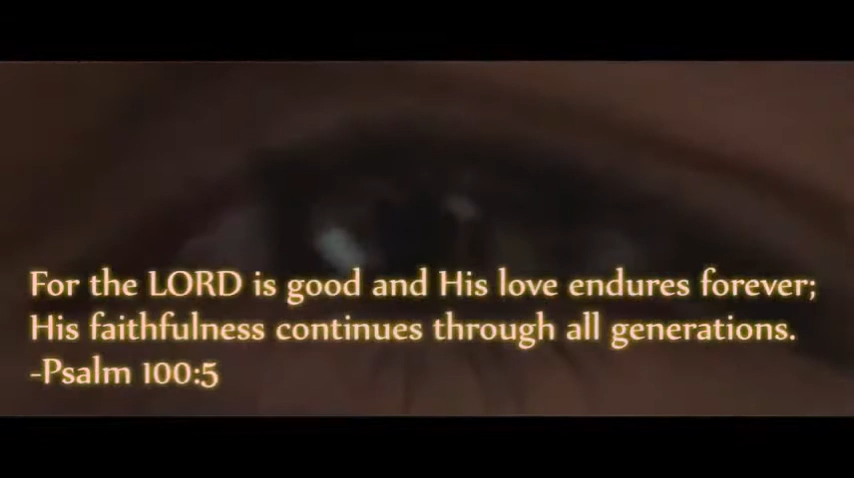 For the LORD is good and His love endures forever;
His faithfulness continues through all generations.
-Psalm 100:5